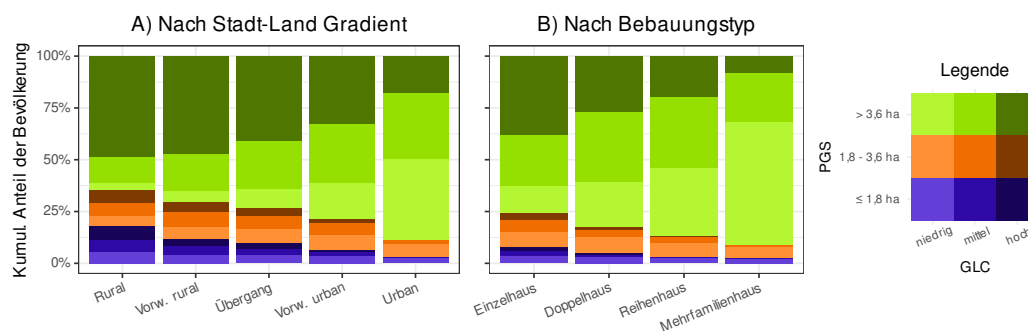 A) Nach Stadt-Land Gradient
B) Nach Bebauungstyp
Kumul. Anteil der Bevölkerung
100%
75%
50%
25%
0%
Rural
Vorw. rural
Übergang
Vorw. urban
Urban
Einzelhaus
Doppelhaus
Reihenhaus
Mehrfamilienhaus
Legende
PGS
> 3,6 ha
1,8 - 3,6 ha
≤ 1,8 ha
niedrig
mittel
hoch
GLC